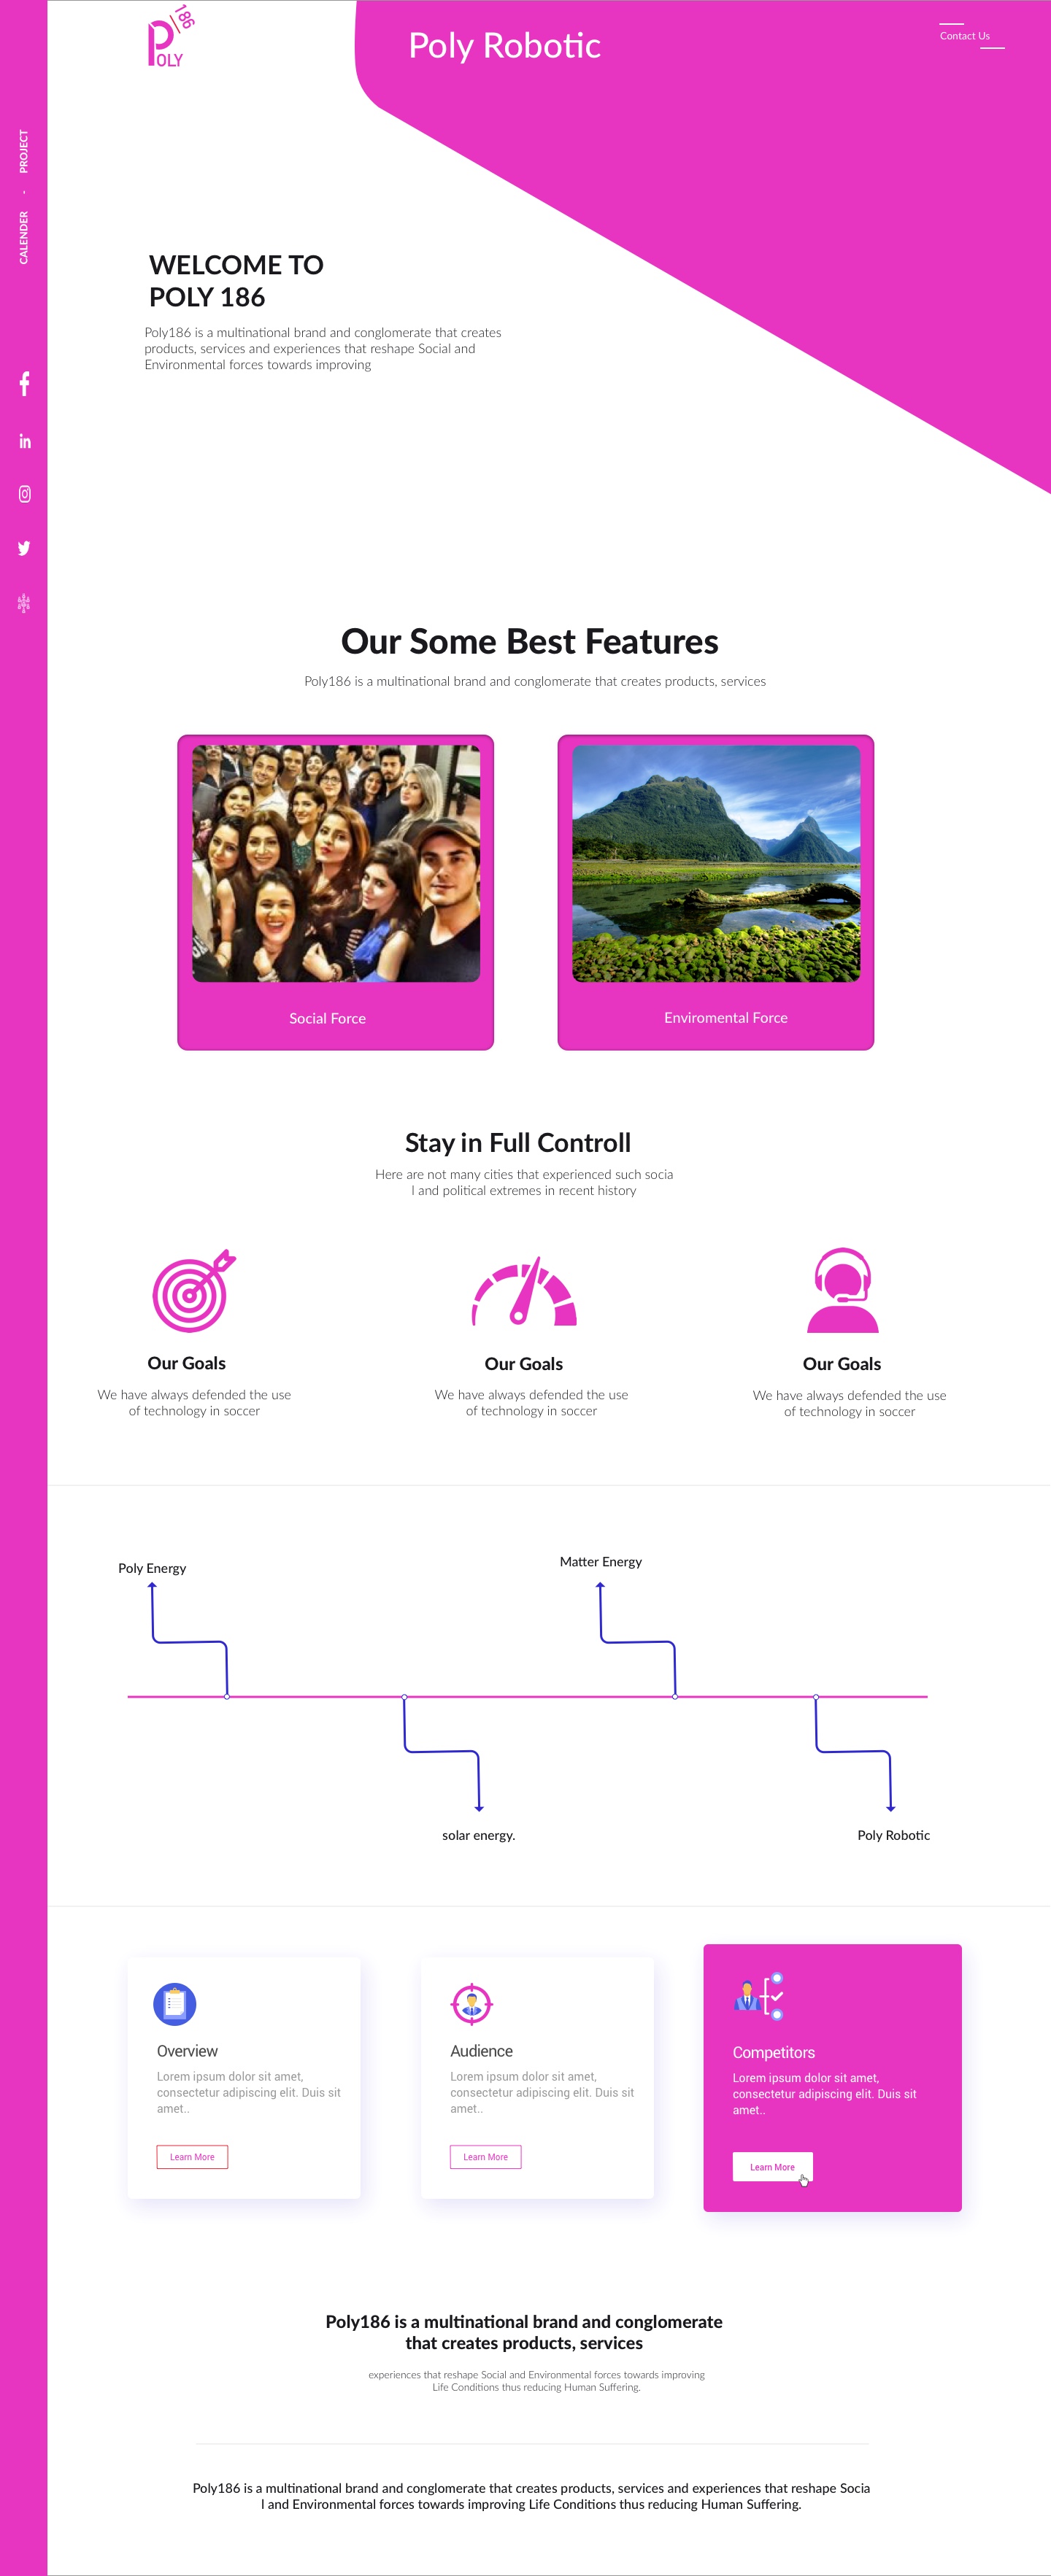 186
POLY
Poly Robotic
Contact Us
PROJECT
-
CALENDER
WELCOME TO
POLY 186
Poly186 is a multinational brand and conglomerate that creates
products, services and experiences that reshape Social and
Environmental forces towards improving
in
Our Some Best Features
Poly186 is a multinational brand and conglomerate that creates products, services
Social Force
Enviromental Force
Stay in Full Controll
Here are not many cities that experienced such socia
l and political extremes in recent history
Our Goals
We have always defended the use
of technology in soccer
Our Goals
We have always defended the use
of technology in soccer
Our Goals
We have always defended the use
of technology in soccer
Poly Energy
Matter Energy
solar energy.
Poly Robotic
Overview
Lorem ipsum dolor sit amet,
consectetur adipiscing elit. Duis sit
amet..
Learn More
Audience
Lorem ipsum dolor sit amet,
consectetur adipiscing elit. Duis sit
amet..
Learn More
Competitors
Lorem ipsum dolor sit amet,
consectetur adipiscing elit. Duis sit
amet..
Learn More
Poly186 is a multinational brand and conglomerate
that creates products, services
experiences that reshape Social and Environmental forces towards improving
Life Conditions thus reducing Human Suffering.
Poly186 is a multinational brand and conglomerate that creates products, services and experiences that reshape Socia
l and Environmental forces towards improving Life Conditions thus reducing Human Suffering.